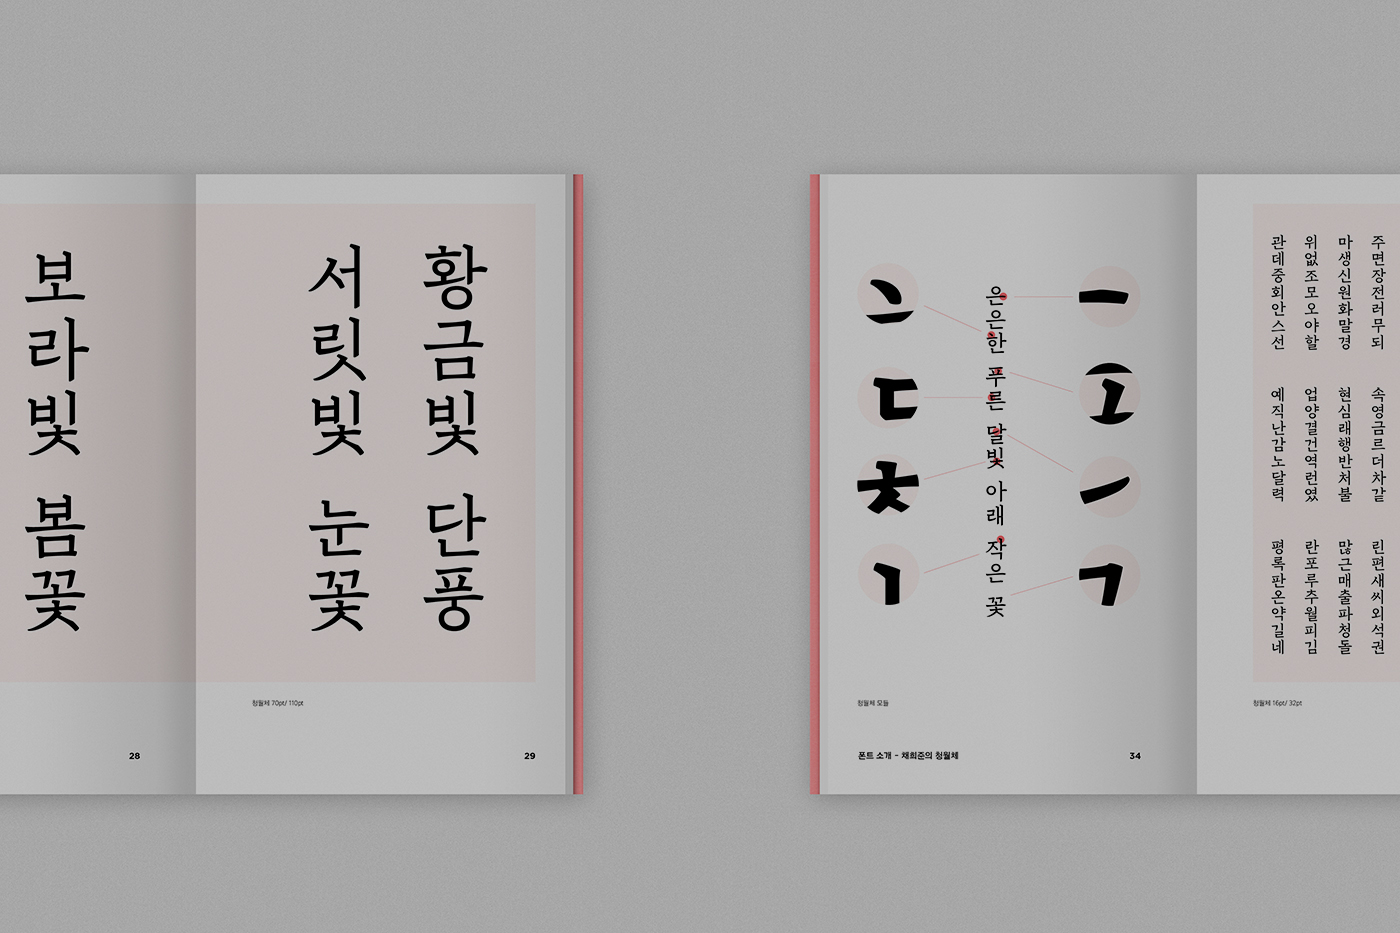 황금빛 단풍
서릿빛 눈꽃
보라빛 봄꽃
청월체 70pt/ 110pt
28
29
은은한 푸른 달빛 아래 작은 꽃
청월체 모듈
폰트 소개 - 채희준의 청월체
34
주면장전러무되
마생신원화말경
위없조모오야할
관데중회안스선
속영금르더차같
현심래행반처불
업양결건역런였
예직난감노달력
린편새씨외석권
많근매출파청돌
란포루추월피김
평록판온약길네
청월체 16pt/ 32pt